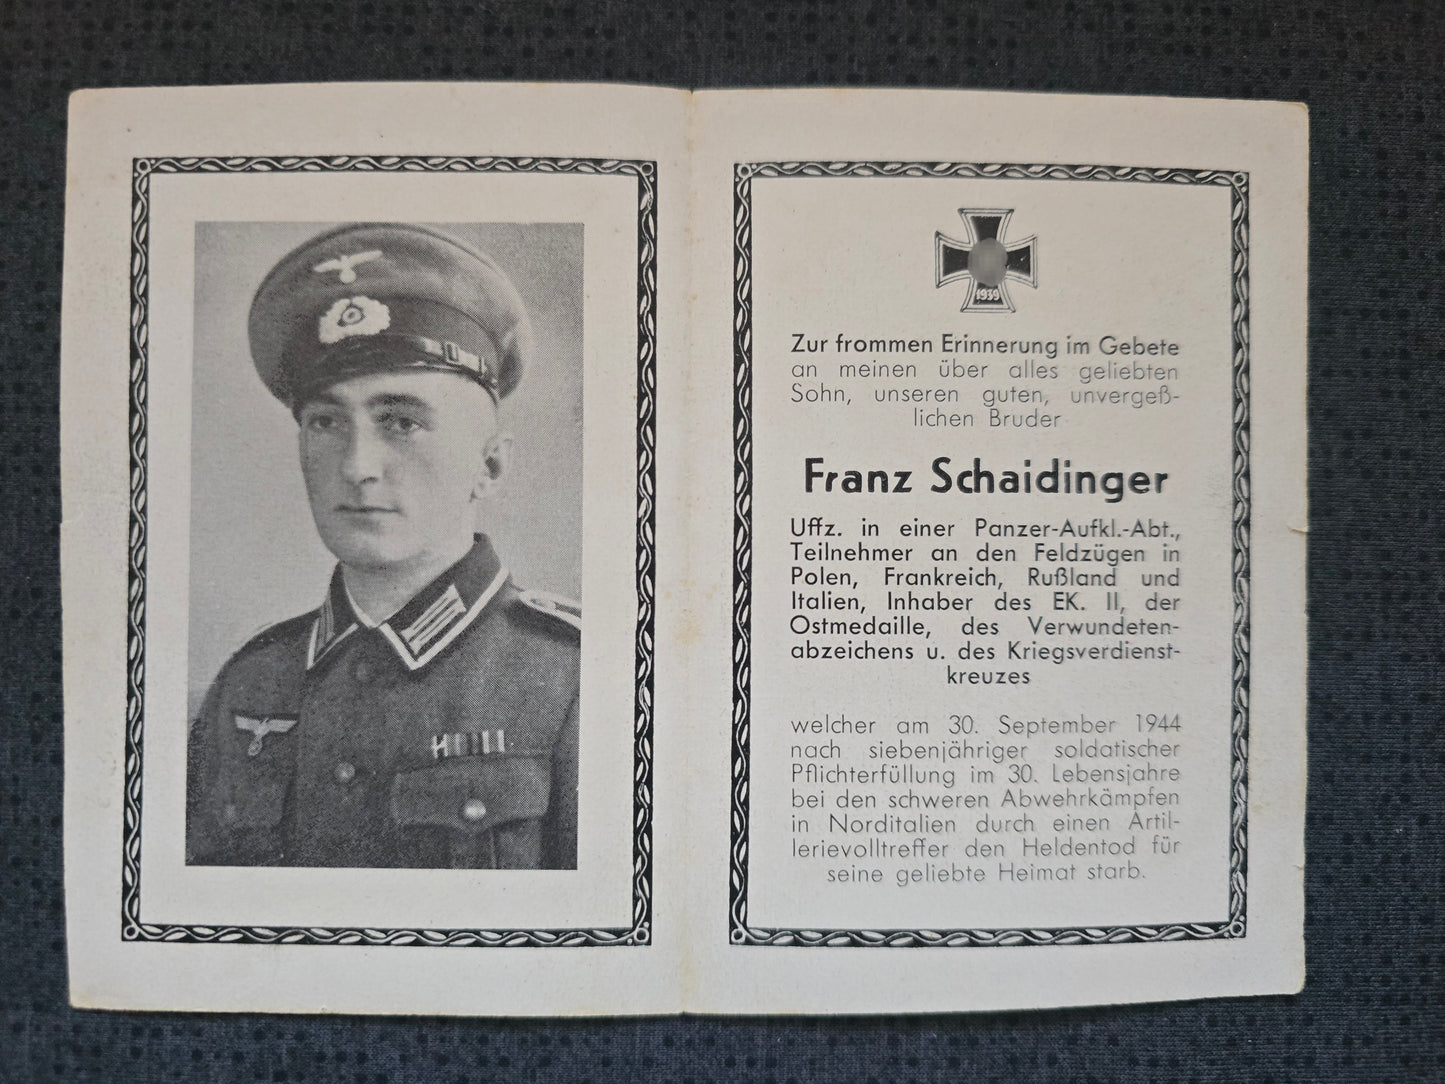 1939
Zur frommen Erinnerung im Gebete
an meinen über alles geliebten
Sohn, unseren guten, unvergeß-
lichen Bruder
Franz Schaidinger
Uffz. in einer Panzer-Aufkl.-Abt.,
Teilnehmer an den Feldzügen in
Polen, Frankreich, Rußland und
Italien, Inhaber des EK. II, der
Ostmedaille, des Verwundeten-
abzeichens u. des Kriegsverdienst-
kreuzes
welcher am 30. September 1944
nach siebenjähriger soldatischer
Pflichterfüllung im 30. Lebensjahre
bei den schweren Abwehrkämpfen
in Norditalien durch einen Artil-
lerievolltreffer den Heldentod für
seine geliebte Heimat starb.